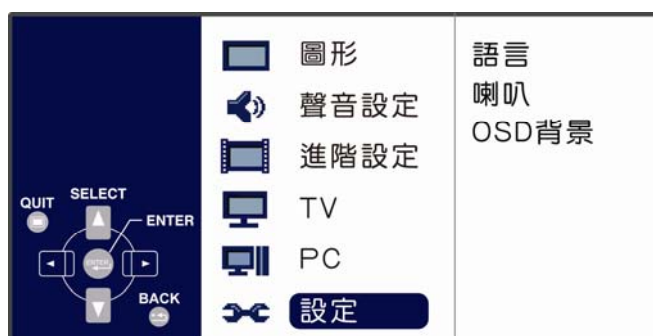 QUIT
SELECT
ENTER
ENTER
BACK
圖形
聲音設定
進階設定
TV
PC
設定
語言
喇叭
OSD背景